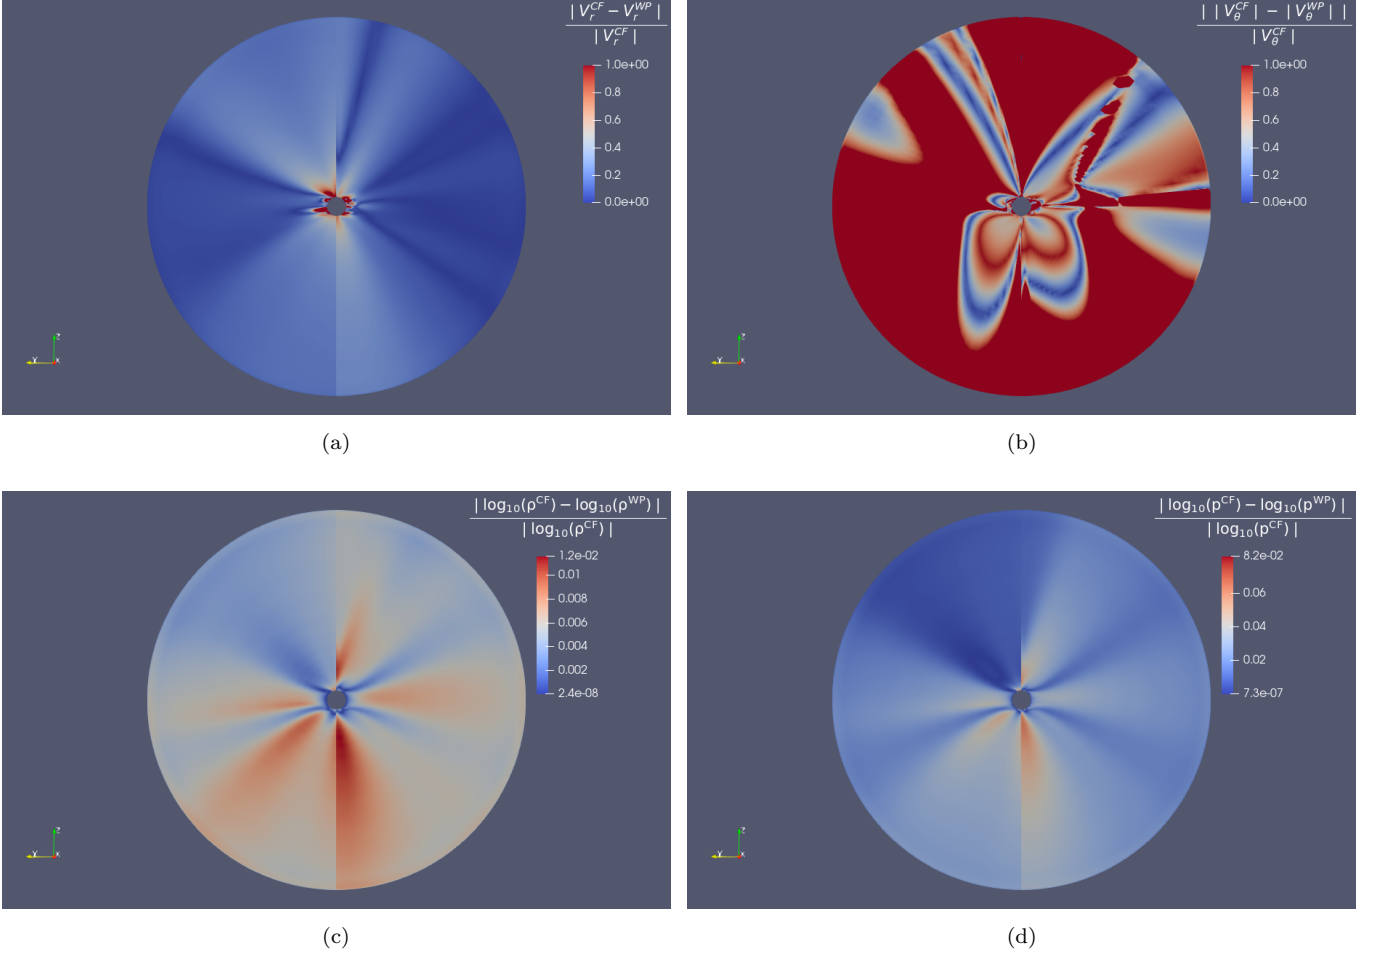 | V_r^{CF} − V_r^{WP} |
| V_r^{CF} |
1.0e+00
0.8
0.6
0.4
0.2
0.0e+00
Z
Y
X
(a)
| | V_θ^{CF} | − | V_θ^{WP} | |
| V_θ^{CF} |
1.0e+00
0.8
0.6
0.4
0.2
0.0e+00
Z
Y
X
(b)
| log₁₀(ρ^{CF}) − log₁₀(ρ^{WP}) |
| log₁₀(ρ^{CF}) |
1.2e-02
0.01
0.008
0.006
0.004
0.002
2.4e-08
Z
Y
X
(c)
| log₁₀(p^{CF}) − log₁₀(p^{WP}) |
| log₁₀(p^{CF}) |
8.2e-02
0.06
0.04
0.02
7.3e-07
Z
Y
X
(d)